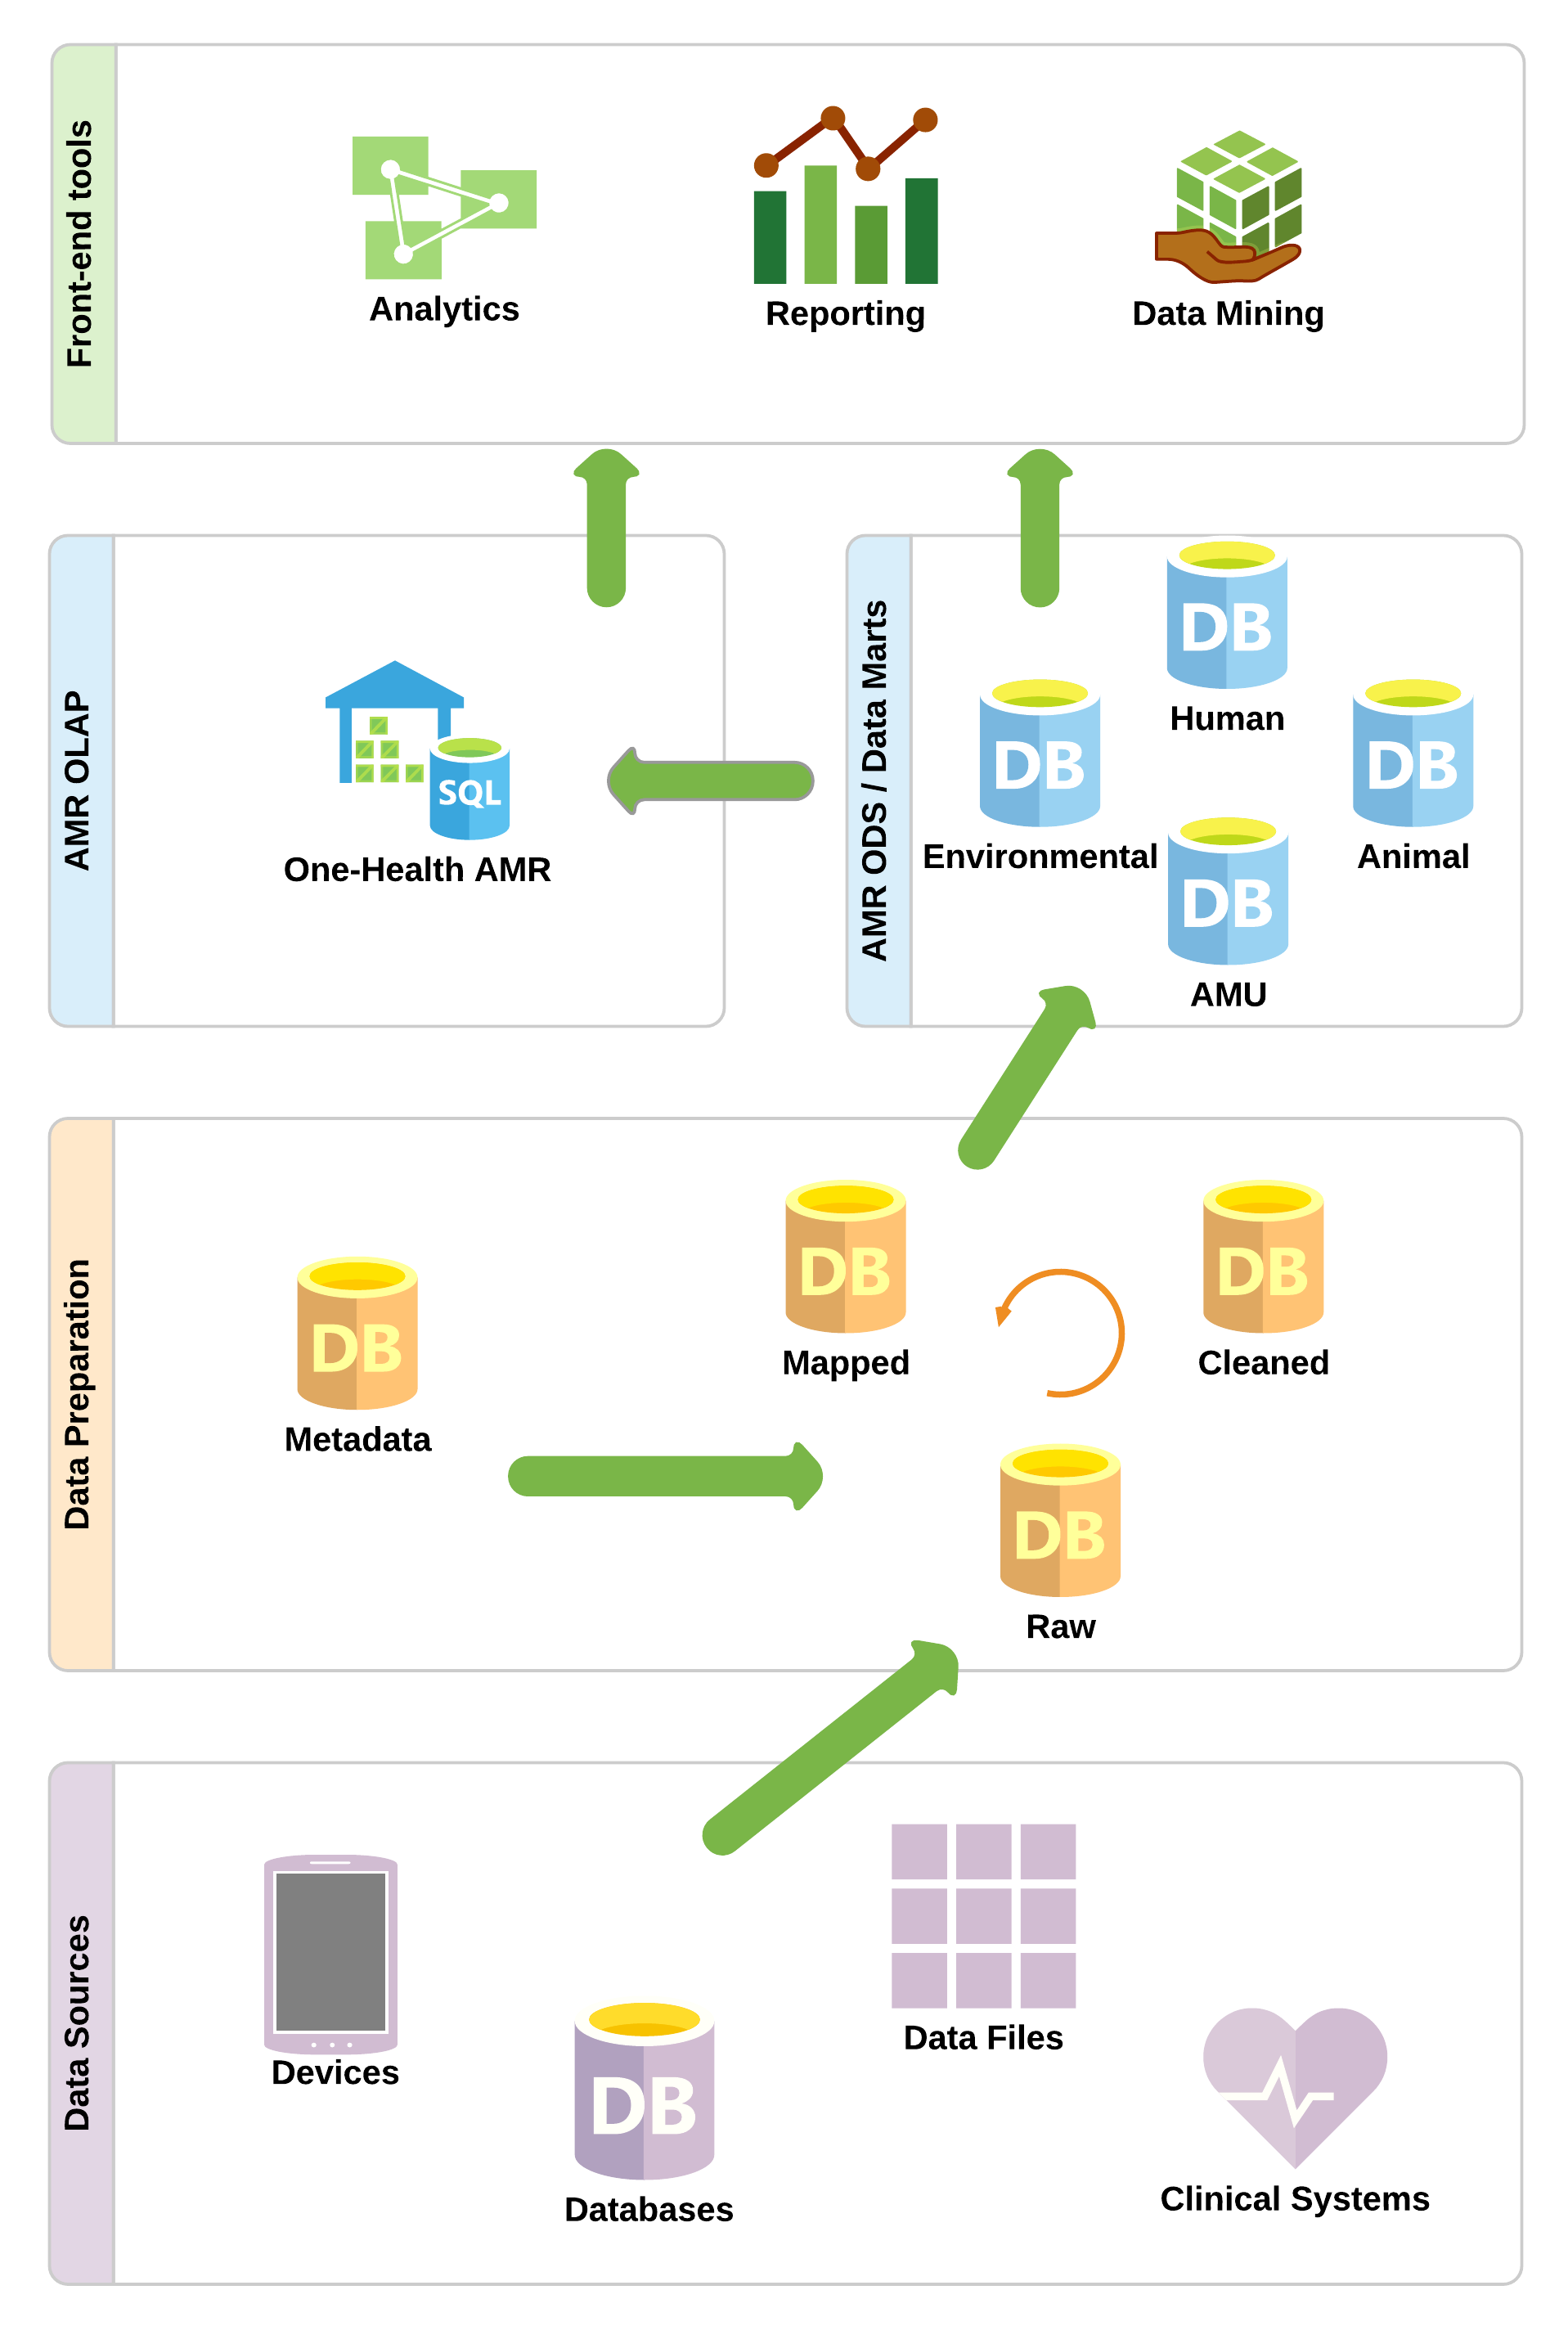 Front-end tools
Analytics
Reporting
Data Mining
AMR OLAP
SQL
One-Health AMR
AMR ODS / Data Marts
DB
Human
DB
Environmental
DB
Animal
DB
AMU
Data Preparation
DB
Metadata
DB
Mapped
DB
Cleaned
DB
Raw
Data Sources
Devices
DB
Databases
Data Files
Clinical Systems